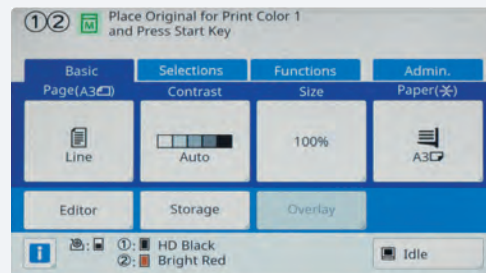 ①② M Place Original for Print Color 1
and Press Start Key
Basic Selections Functions Admin.
Page(A3) Contrast Size Paper(✳)
Line Auto 100% A3
Editor Storage Overlay
i : ①: HD Black
②: Bright Red
Idle